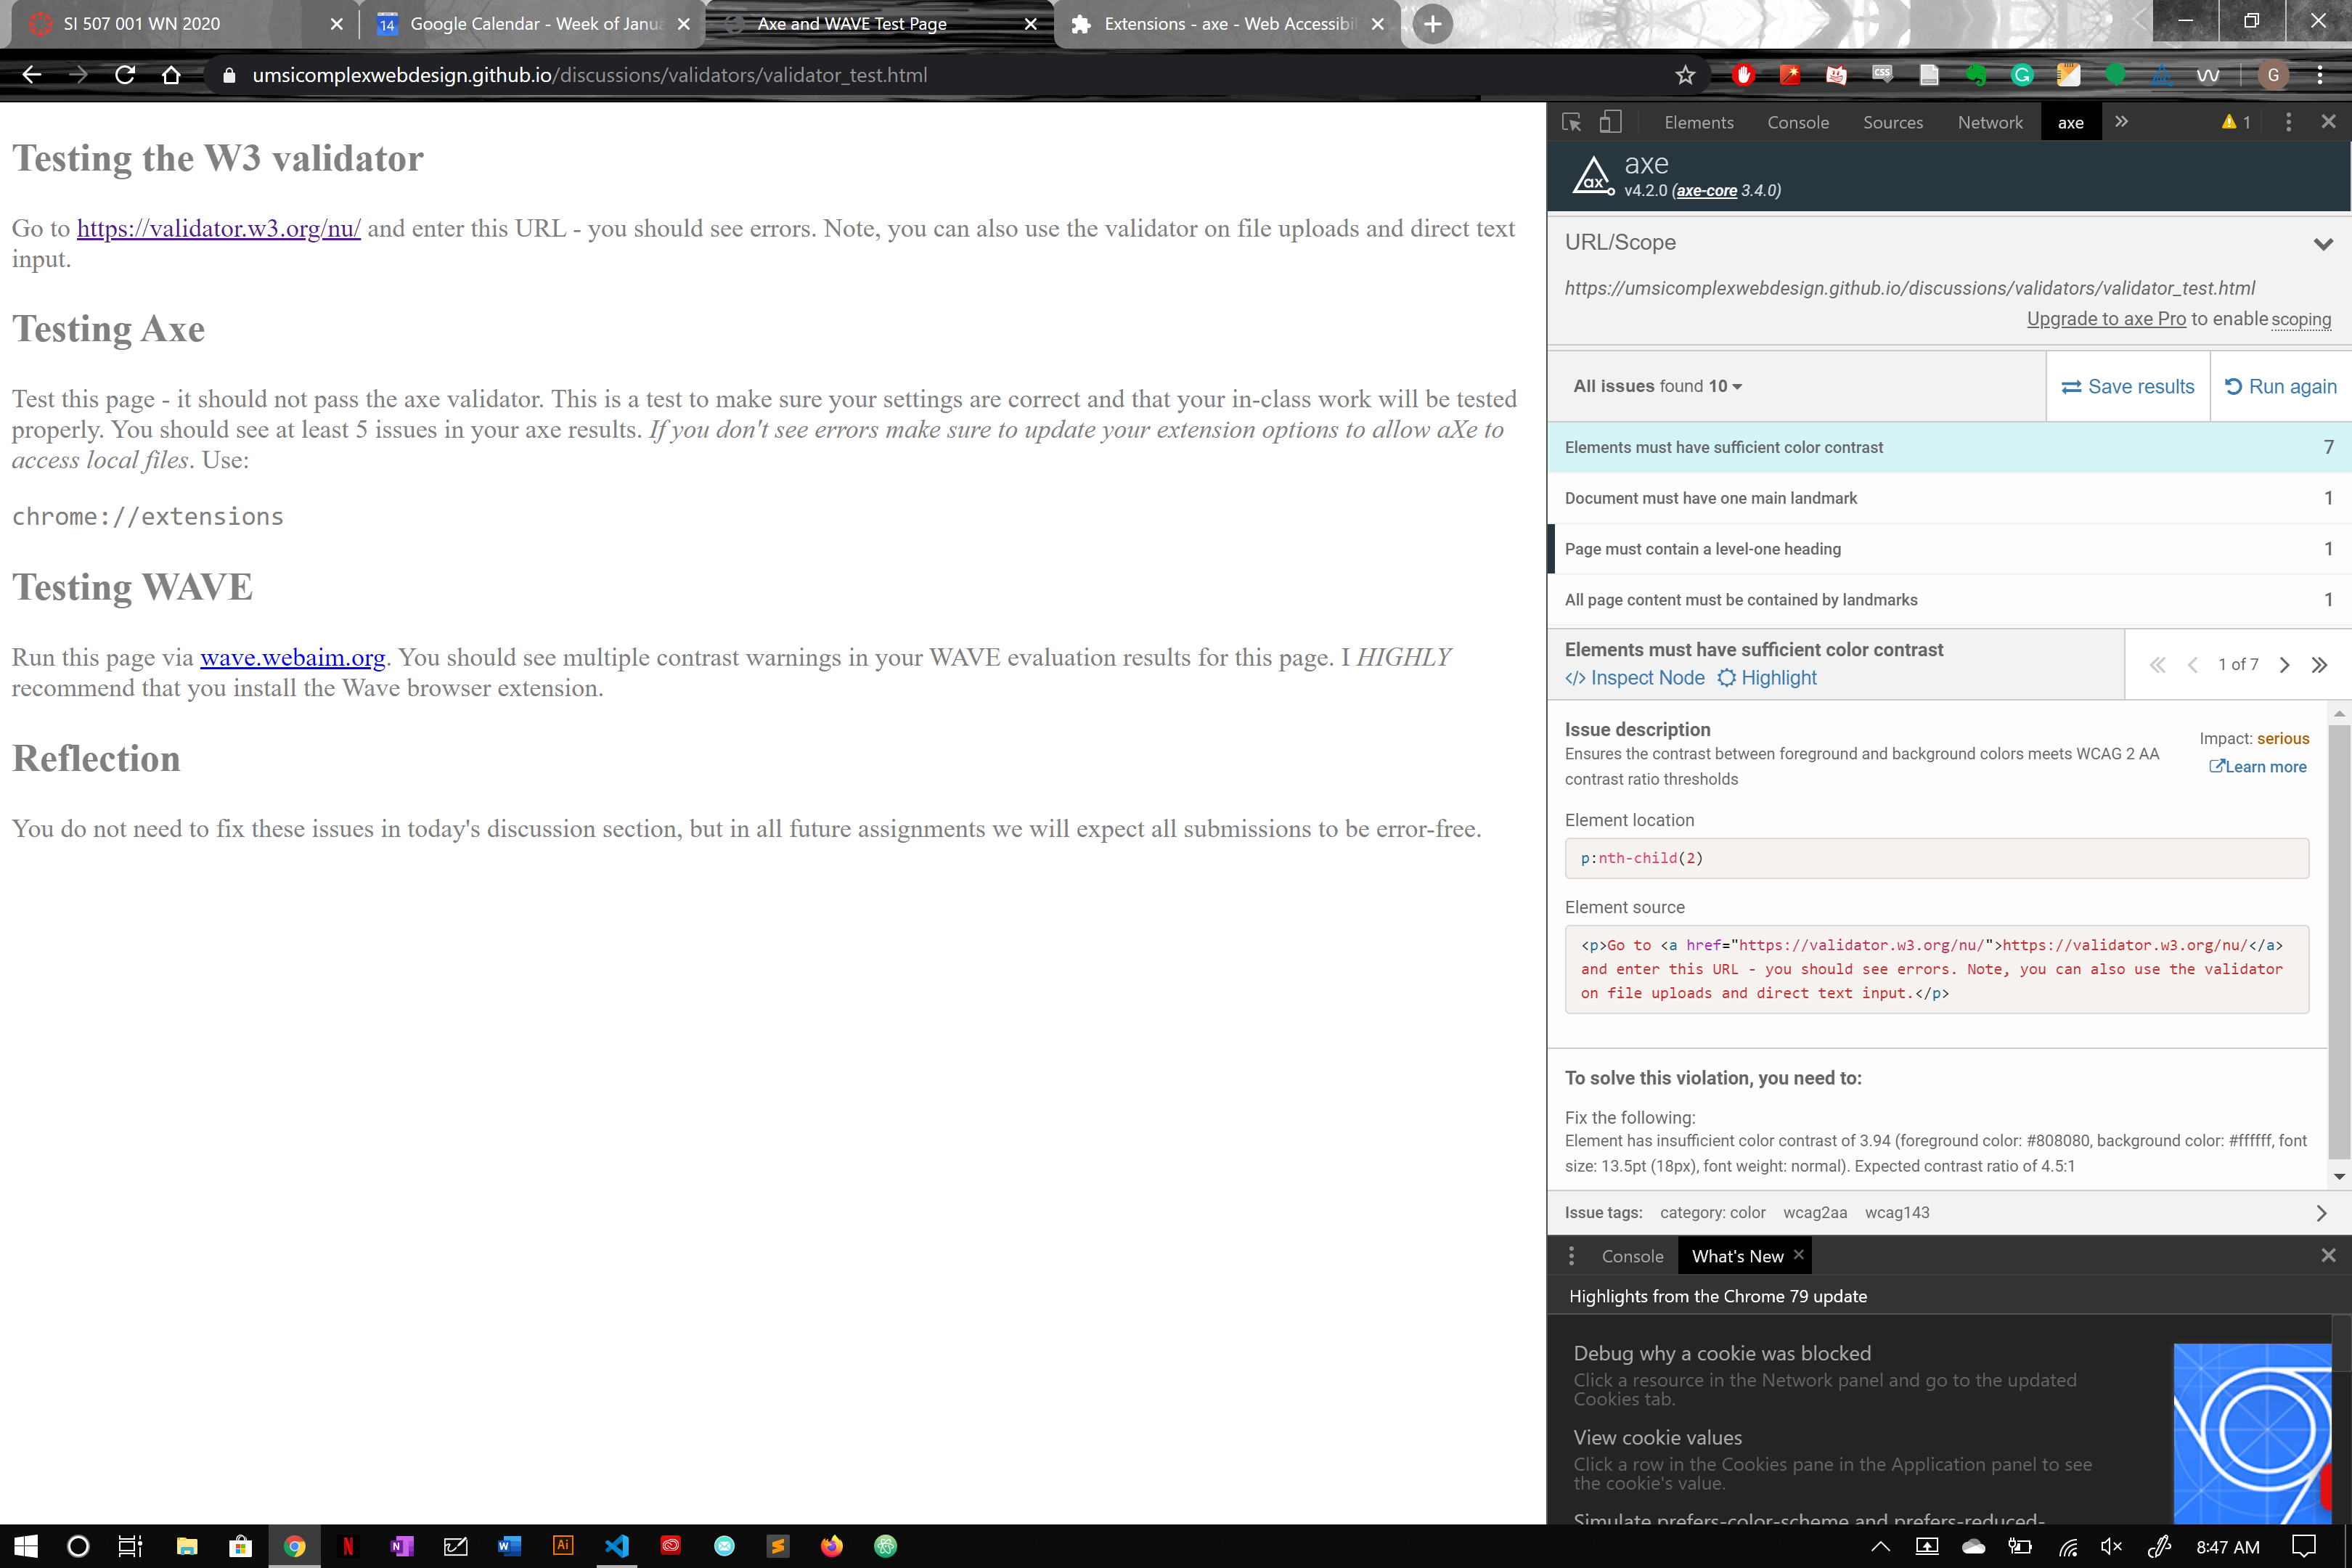 SI 507 001 WN 2020
Google Calendar - Week of Janua
Axe and WAVE Test Page
Extensions - axe - Web Accessibil
umsicomplexwebdesign.github.io/discussions/validators/validator_test.html
G
Testing the W3 validator
Go to https://validator.w3.org/nu/ and enter this URL - you should see errors. Note, you can also use the validator on file uploads and direct text
input.
Testing Axe
Test this page - it should not pass the axe validator. This is a test to make sure your settings are correct and that your in-class work will be tested
properly. You should see at least 5 issues in your axe results. If you don't see errors make sure to update your extension options to allow aXe to
access local files. Use:
chrome://extensions
Testing WAVE
Run this page via wave.webaim.org. You should see multiple contrast warnings in your WAVE evaluation results for this page. I HIGHLY
recommend that you install the Wave browser extension.
Reflection
You do not need to fix these issues in today's discussion section, but in all future assignments we will expect all submissions to be error-free.
Elements Console Sources Network axe 1
axe
v4.2.0 (axe-core 3.4.0)
URL/Scope
https://umsicomplexwebdesign.github.io/discussions/validators/validator_test.html
Upgrade to axe Pro to enable scoping
All issues found 10 Save results Run again
Elements must have sufficient color contrast 7
Document must have one main landmark 1
Page must contain a level-one heading 1
All page content must be contained by landmarks 1
Elements must have sufficient color contrast
</> Inspect Node Highlight
1 of 7
Issue description
Impact: serious
Ensures the contrast between foreground and background colors meets WCAG 2 AA
contrast ratio thresholds
Learn more
Element location
p:nth-child(2)
Element source
<p>Go to <a href="https://validator.w3.org/nu/">https://validator.w3.org/nu/</a>
and enter this URL - you should see errors. Note, you can also use the validator
on file uploads and direct text input.</p>
To solve this violation, you need to:
Fix the following:
Element has insufficient color contrast of 3.94 (foreground color: #808080, background color: #ffffff, font
size: 13.5pt (18px), font weight: normal). Expected contrast ratio of 4.5:1
Issue tags: category: color wcag2aa wcag143
Console What's New
Highlights from the Chrome 79 update
Debug why a cookie was blocked
Click a resource in the Network panel and go to the updated
Cookies tab.
View cookie values
Click a row in the Cookies pane in the Application panel to see
the cookie's value.
Simulate prefers-color-scheme and prefers-reduced-
8:47 AM